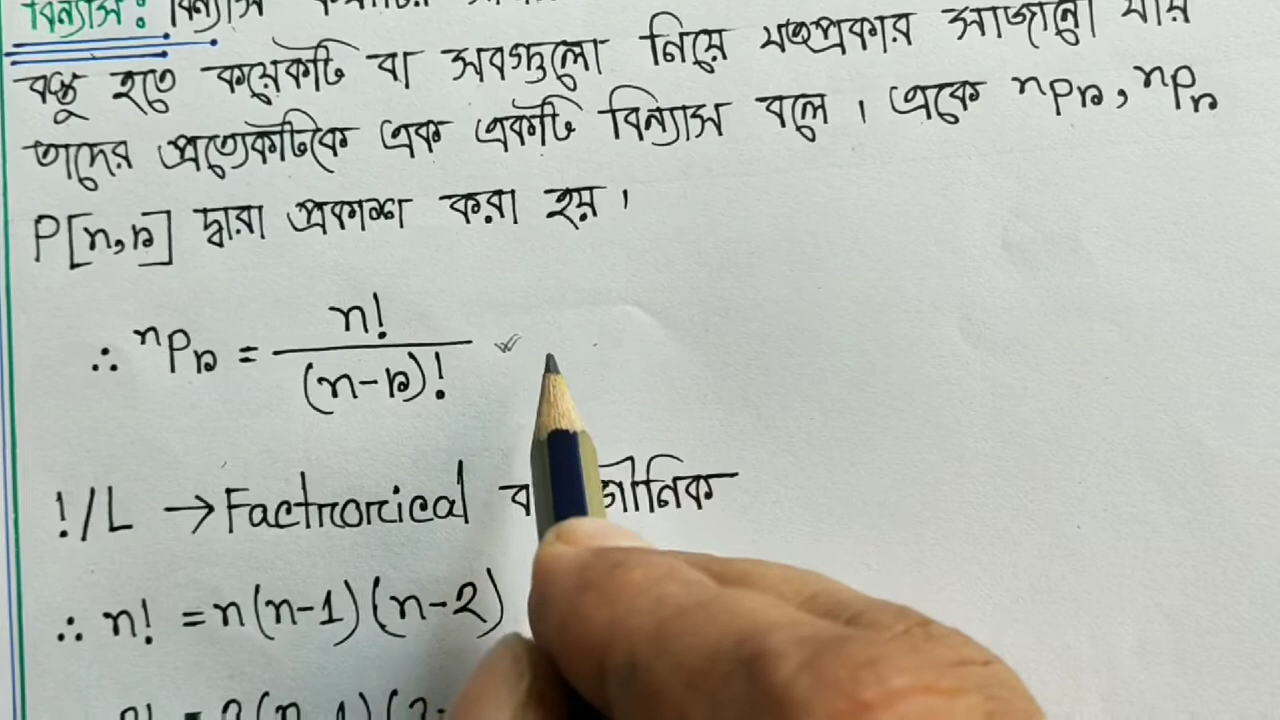 বিন্যাস : বিন্যাস
বস্তু হতে কয়েকটি বা সবগুলো নিয়ে যতপ্রকার সাজানো যায়
তাদের প্রত্যেকটিকে এক একটি বিন্যাস বলে । একে nPr, ⁿPᵣ
P[n,r] দ্বারা প্রকাশ করা হয় ।
∴ ⁿPᵣ = n! / (n-r)!
!/L → Factrorical ব গৌনিক
∴ n! = n(n-1)(n-2)